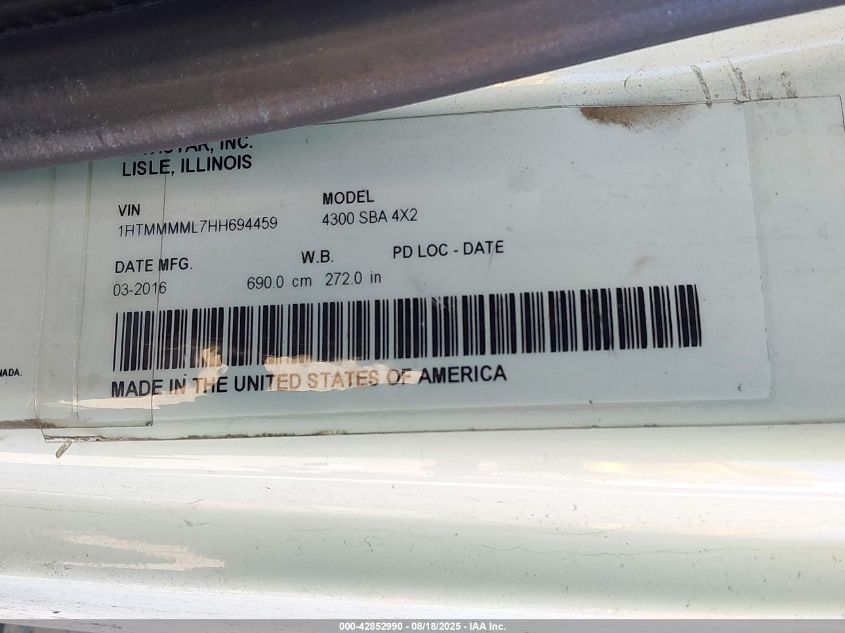 INC.
LISLE, ILLINOIS
VIN
1HTMMMML7HH694459
MODEL
4300 SBA 4X2
DATE MFG.
03-2016
W.B.
690.0 cm 272.0 in
PD LOC - DATE
MADE IN THE UNITED STATES OF AMERICA
000-42852990 - 08/18/2025 - IAA Inc.